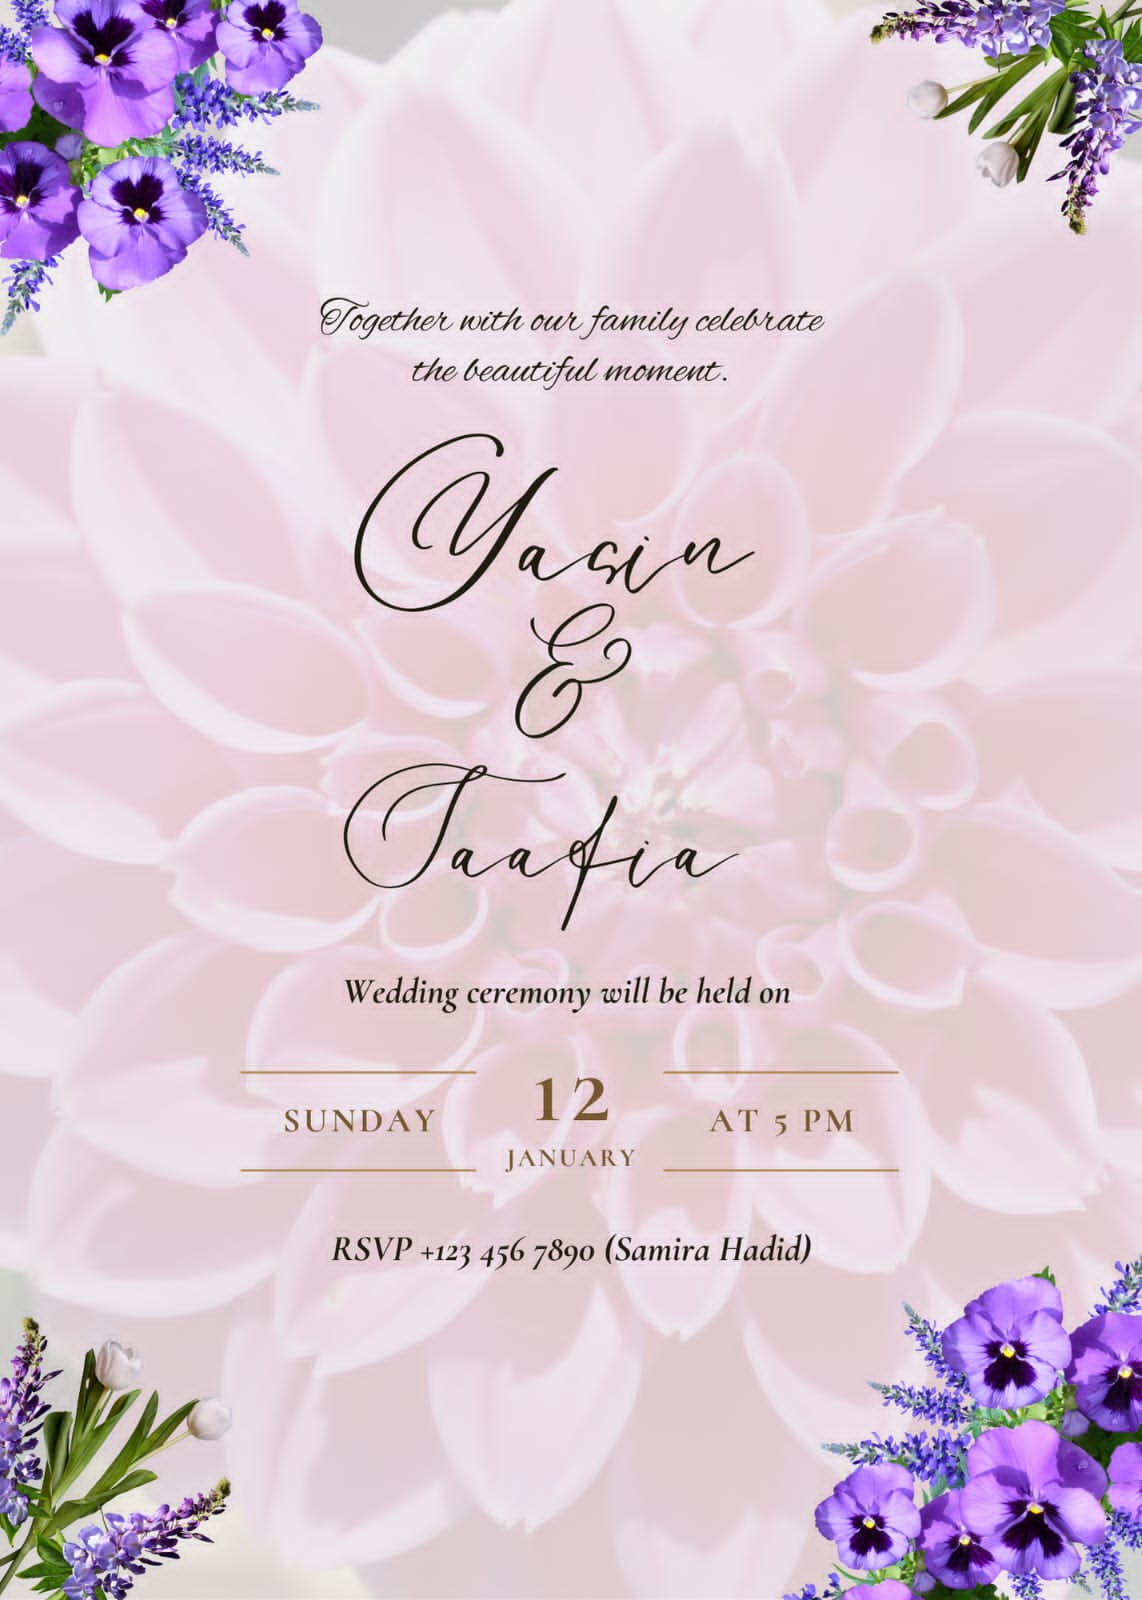 Together with our family celebrate
the beautiful moment.
Yasin
&
Taafia
Wedding ceremony will be held on
SUNDAY
12
JANUARY
AT 5 PM
RSVP +123 456 7890 (Samira Hadid)